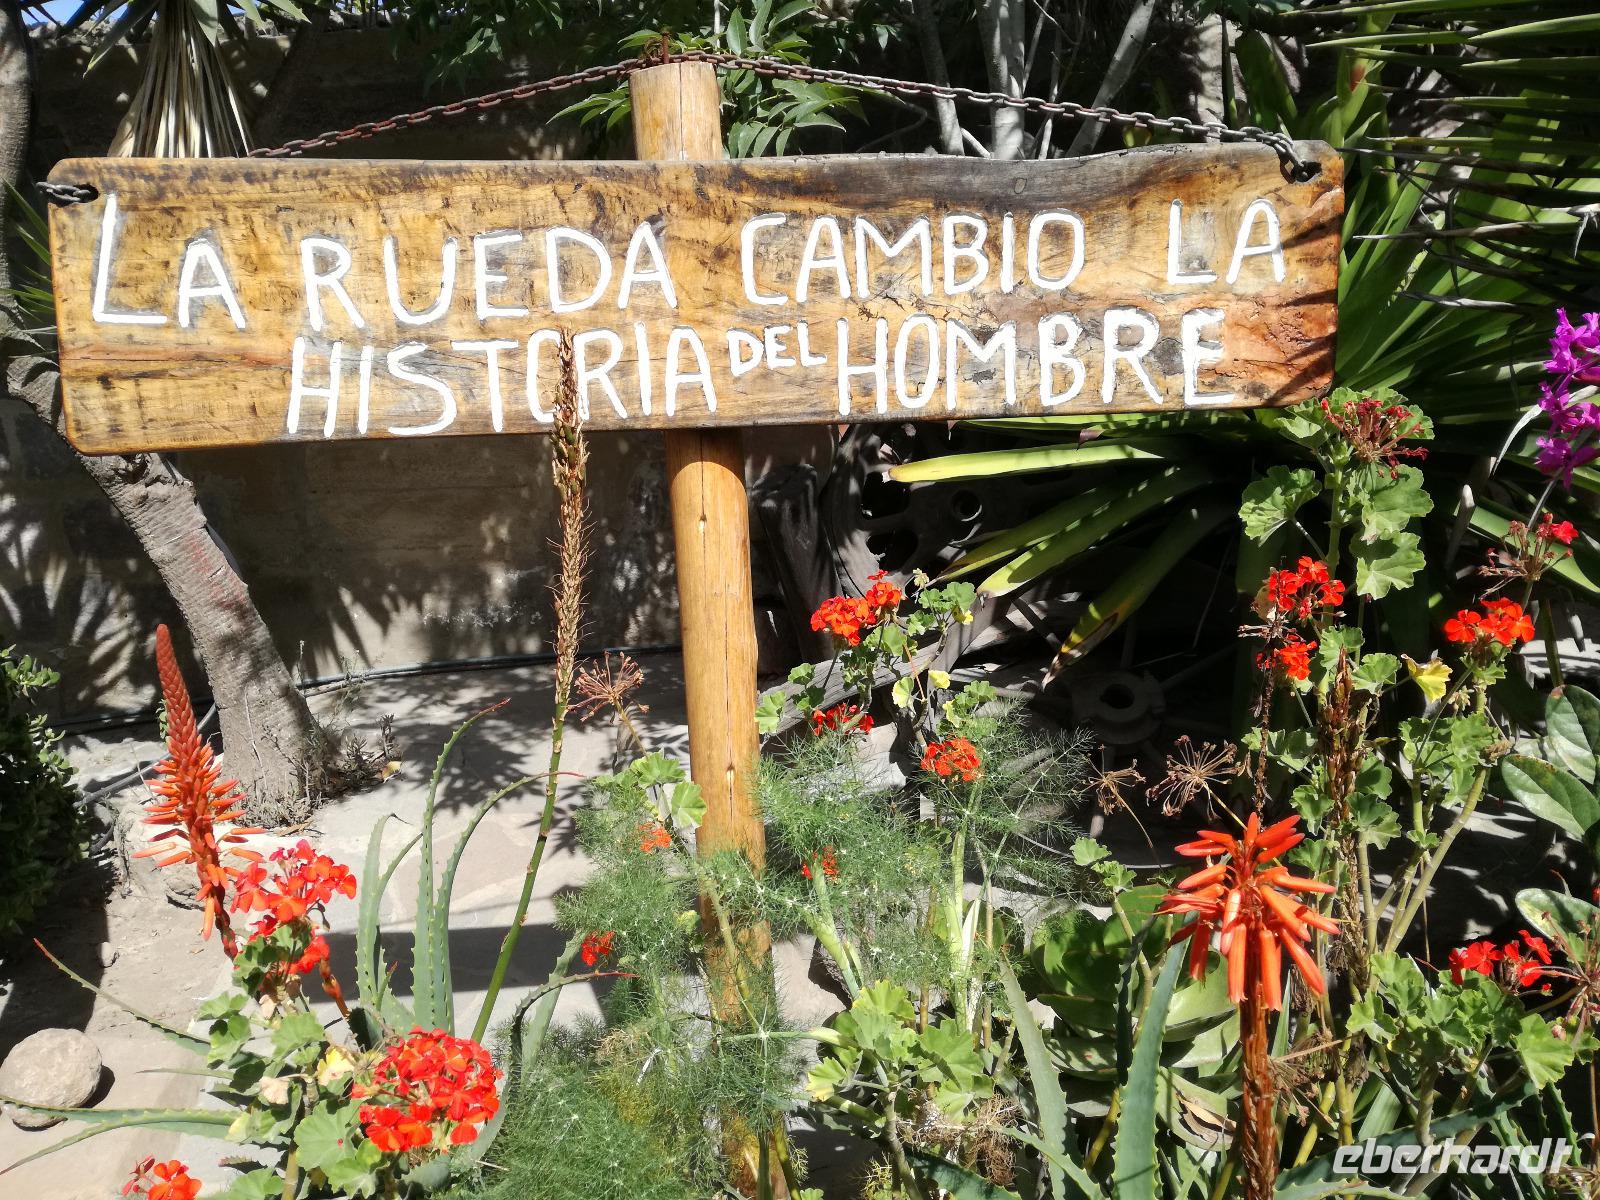 LA RUEDA CAMBIO LA
HISTORIA DEL HOMBRE
eberhardt